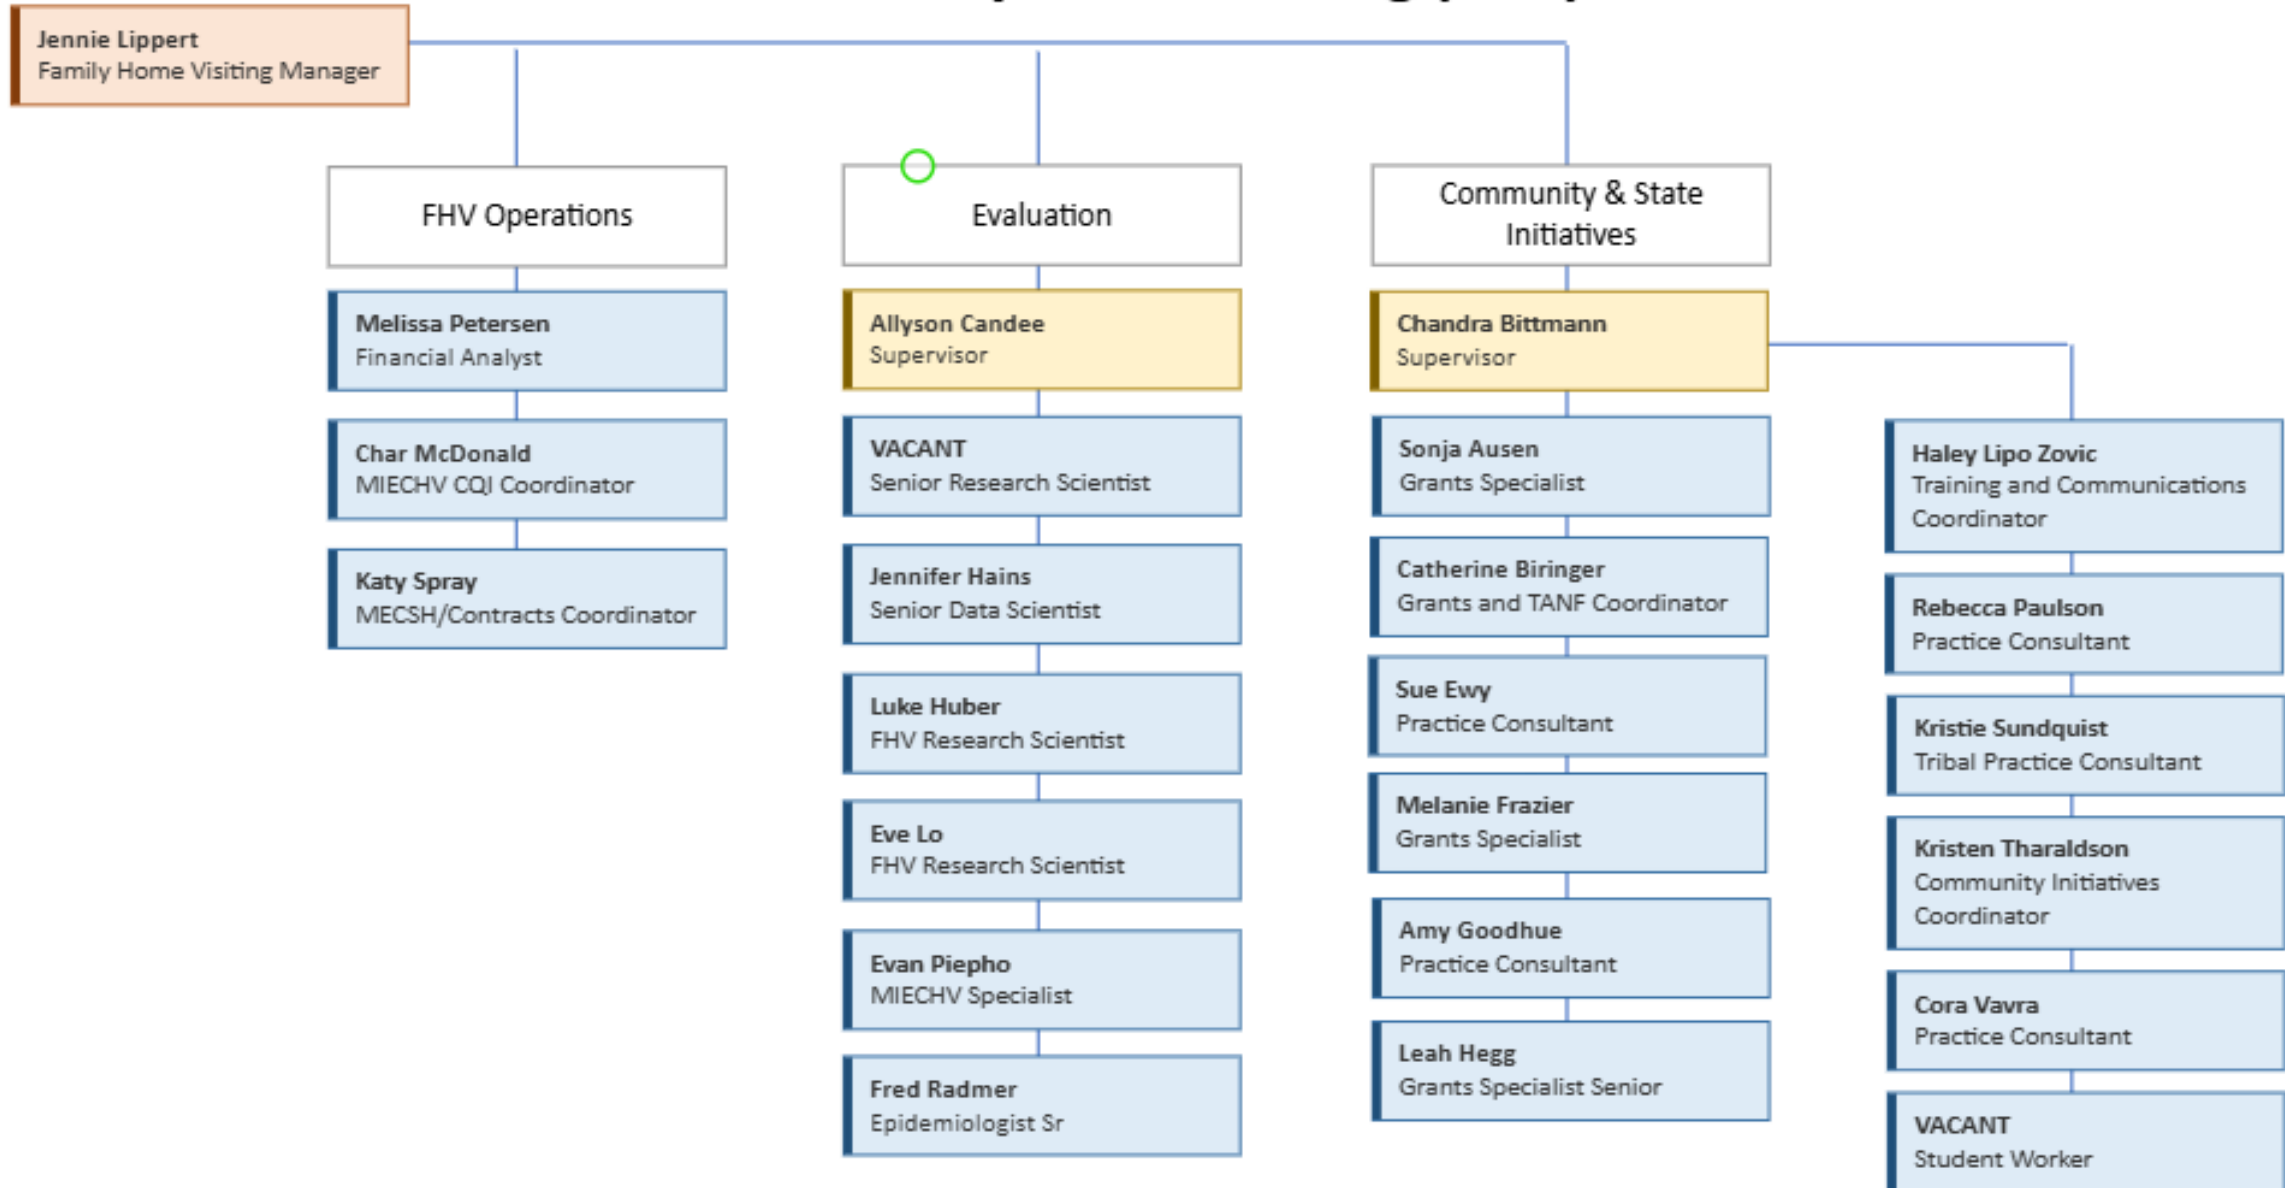 Jennie Lippert
Family Home Visiting Manager
FHV Operations
Melissa Petersen
Financial Analyst
Char McDonald
MIECHV CQI Coordinator
Katy Spray
MECSH/Contracts Coordinator
Evaluation
Allyson Candee
Supervisor
VACANT
Senior Research Scientist
Jennifer Hains
Senior Data Scientist
Luke Huber
FHV Research Scientist
Eve Lo
FHV Research Scientist
Evan Piepho
MIECHV Specialist
Fred Radmer
Epidemiologist Sr
Community & State
Initiatives
Chandra Bittmann
Supervisor
Sonja Ausen
Grants Specialist
Catherine Biringer
Grants and TANF Coordinator
Sue Ewy
Practice Consultant
Melanie Frazier
Grants Specialist
Amy Goodhue
Practice Consultant
Leah Hegg
Grants Specialist Senior
Haley Lipo Zovic
Training and Communications
Coordinator
Rebecca Paulson
Practice Consultant
Kristie Sundquist
Tribal Practice Consultant
Kristen Tharaldson
Community Initiatives
Coordinator
Cora Vavra
Practice Consultant
VACANT
Student Worker